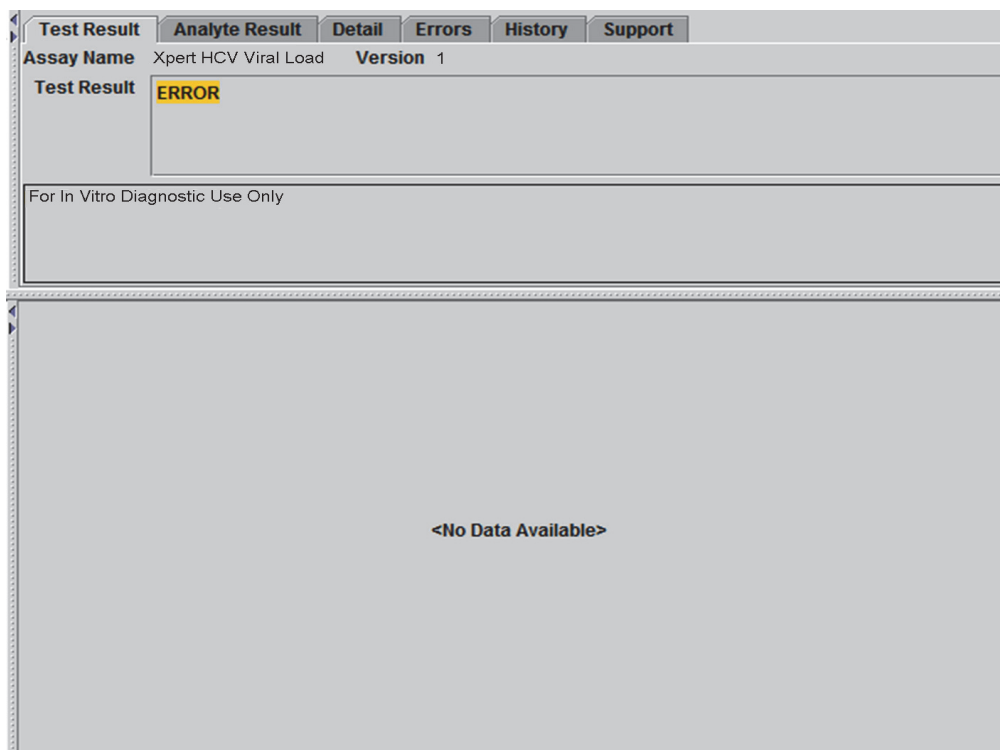 Test Result Analyte Result Detail Errors History Support
Assay Name Xpert HCV Viral Load Version 1
Test Result ERROR
For In Vitro Diagnostic Use Only
<No Data Available>